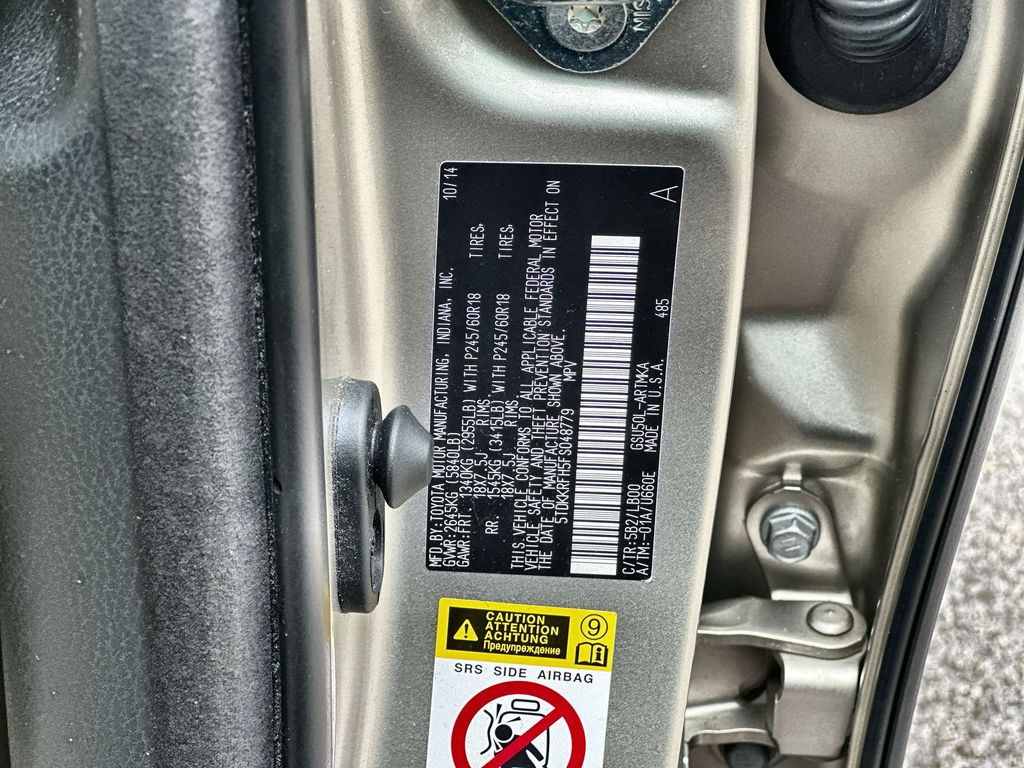 MFD.BY:TOYOTA MOTOR MANUFACTURING, INDIANA, INC. 10/14
GVWR:2645KG (5840LB)
GAWR:FRT. 1340KG (2955LB) WITH P245/60R18 TIRES,
18X7.5J RIMS,
RR. 1545KG (3415LB) WITH P245/60R18 TIRES,
18X7.5J RIMS,
THIS VEHICLE CONFORMS TO ALL APPLICABLE FEDERAL MOTOR
VEHICLE SAFETY AND THEFT PREVENTION STANDARDS IN EFFECT ON
THE DATE OF MANUFACTURE SHOWN ABOVE.
5TDKKRFH5FS048779 MPV
C/TR:5B2/LB00 GSU50L-ARTMKA 485 A
A/TM:-01A/U660E MADE IN U.S.A.
CAUTION
ATTENTION
ACHTUNG
Предупреждение
9
i
SRS SIDE AIRBAG